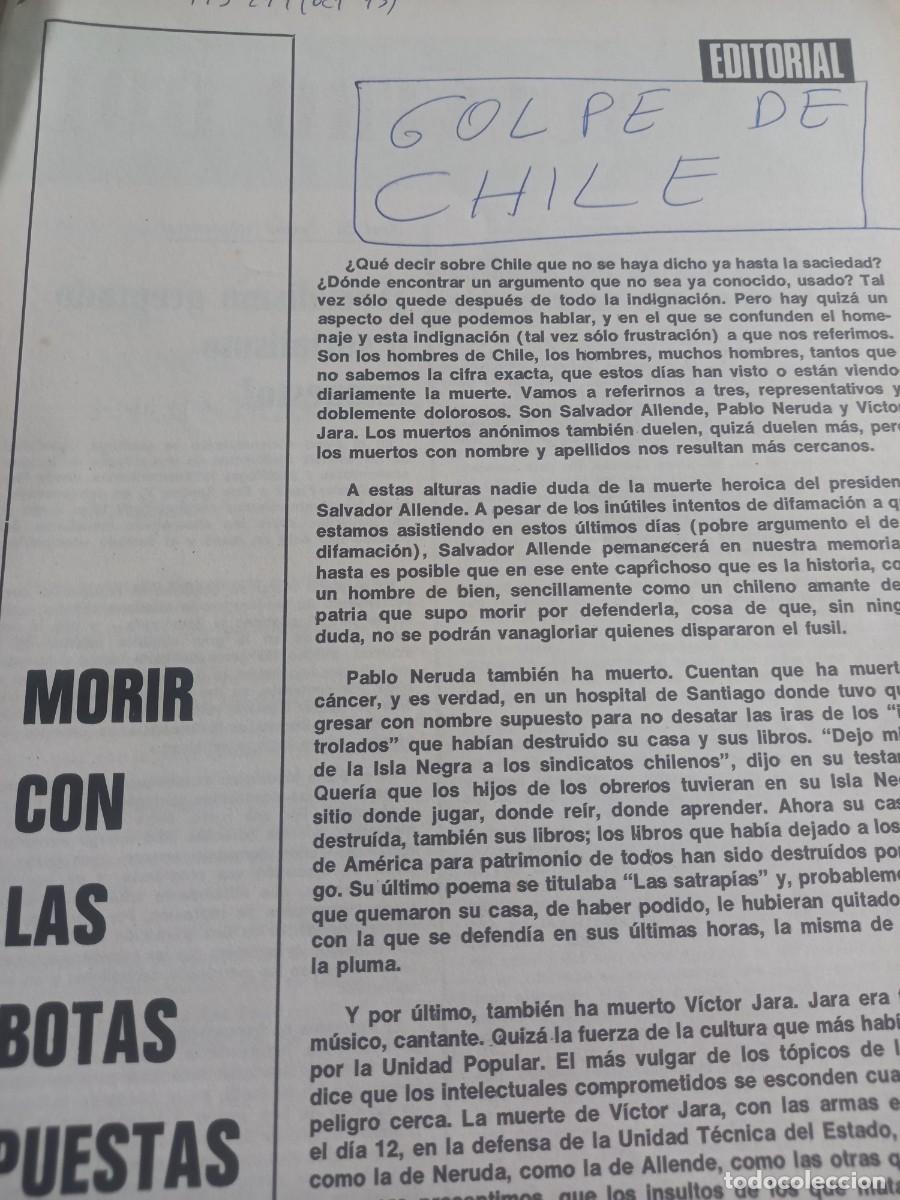 EDITORIAL
GOLPE DE
CHILE
¿Qué decir sobre Chile que no se haya dicho ya hasta la saciedad?
¿Dónde encontrar un argumento que no sea ya conocido, usado? Tal
vez sólo quede después de todo la indignación. Pero hay quizá un
aspecto del que podemos hablar, y en el que se confunden el home-
naje y esta indignación (tal vez sólo frustración) a que nos referimos.
Son los hombres de Chile, los hombres, muchos hombres, tantos que
no sabemos la cifra exacta, que estos días han visto o están viendo
diariamente la muerte. Vamos a referirnos a tres, representativos y
doblemente dolorosos. Son Salvador Allende, Pablo Neruda y Vícto
Jara. Los muertos anónimos también duelen, quizá duelen más, per
los muertos con nombre y apellidos nos resultan más cercanos.
A estas alturas nadie duda de la muerte heroica del presiden
Salvador Allende. A pesar de los inútiles intentos de difamación a q
estamos asistiendo en estos últimos días (pobre argumento el de
difamación), Salvador Allende pemanecerá en nuestra memoria
hasta es posible que en ese ente caprichoso que es la historia, co
un hombre de bien, sencillamente como un chileno amante de
patria que supo morir por defenderla, cosa de que, sin ning
duda, no se podrán vanagloriar quienes dispararon el fusil.
Pablo Neruda también ha muerto. Cuentan que ha muert
cáncer, y es verdad, en un hospital de Santiago donde tuvo q
gresar con nombre supuesto para no desatar las iras de los "i
trolados" que habían destruido su casa y sus libros. "Dejo mi
de la Isla Negra a los sindicatos chilenos", dijo en su testa
Quería que los hijos de los obreros tuvieran en su Isla Ne
sitio donde jugar, donde reír, donde aprender. Ahora su cas
destruída, también sus libros; los libros que había dejado a los
de América para patrimonio de todos han sido destruídos po
go. Su último poema se titulaba "Las satrapías" y, probableme
que quemaron su casa, de haber podido, le hubieran quitado
con la que se defendía en sus últimas horas, la misma de
la pluma.
Y por último, también ha muerto Víctor Jara. Jara era
músico, cantante. Quizá la fuerza de la cultura que más habí
por la Unidad Popular. El más vulgar de los tópicos de l
dice que los intelectuales comprometidos se esconden cua
peligro cerca. La muerte de Víctor Jara, con las armas e
el día 12, en la defensa de la Unidad Técnica del Estado,
como la de Neruda, como la de Allende, como las otras q
que los insultos de los que mata
MORIR
CON
LAS
BOTAS
PUESTAS
todocoleccion